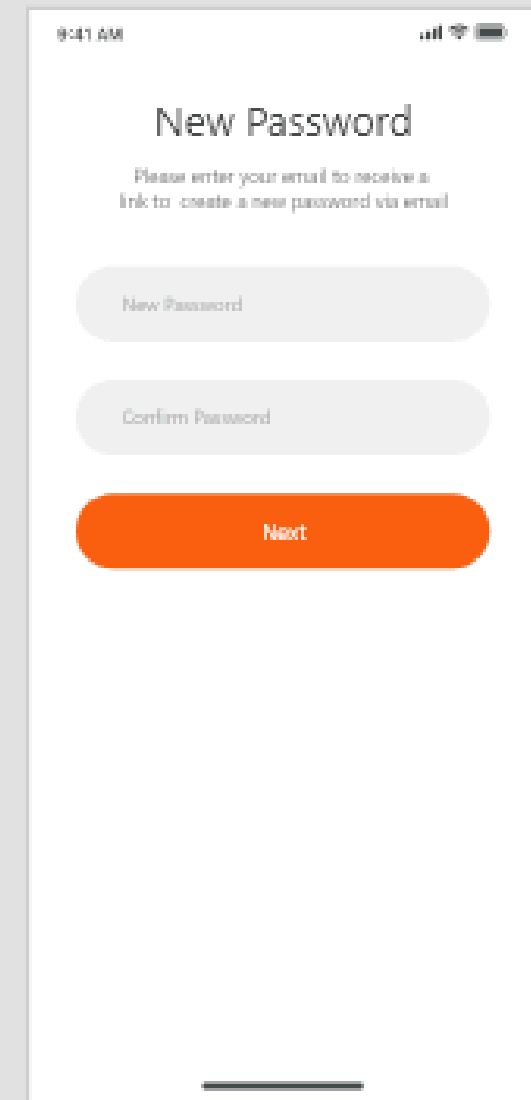 9:41 AM
New Password
Please enter your email to receive a
link to create a new password via email
New Password
Confirm Password
Next